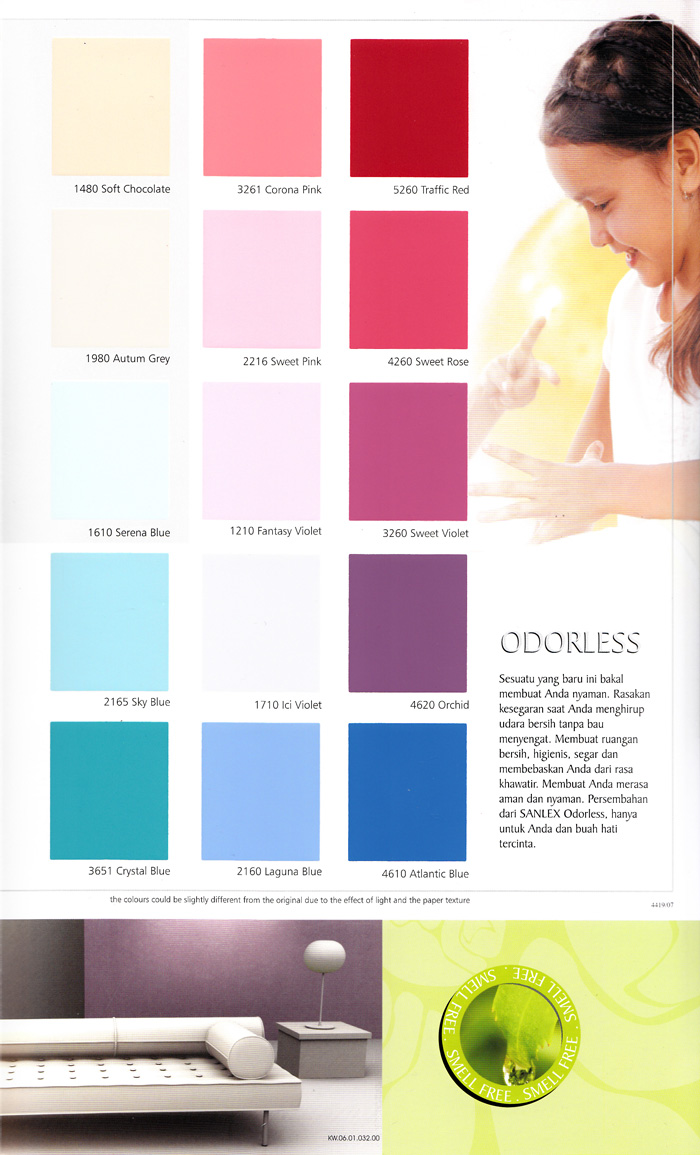 1480 Soft Chocolate
3261 Corona Pink
5260 Traffic Red
1980 Autum Grey
2216 Sweet Pink
4260 Sweet Rose
1610 Serena Blue
1210 Fantasy Violet
3260 Sweet Violet
2165 Sky Blue
1710 Ici Violet
4620 Orchid
3651 Crystal Blue
2160 Laguna Blue
4610 Atlantic Blue
ODORLESS
Sesuatu yang baru ini bakal
membuat Anda nyaman. Rasakan
kesegaran saat Anda menghirup
udara bersih tanpa bau
menyengat. Membuat ruangan
bersih, higienis, segar dan
membebaskan Anda dari rasa
khawatir. Membuat Anda merasa
aman dan nyaman. Persembahan
dari SANLEX Odorless, hanya
untuk Anda dan buah hati
tercinta.
the colours could be slightly different from the original due to the effect of light and the paper texture
4419/07
KW.06.01.032.00
SMELL FREE . SMELL FREE . SMELL FREE . SMELL FREE .